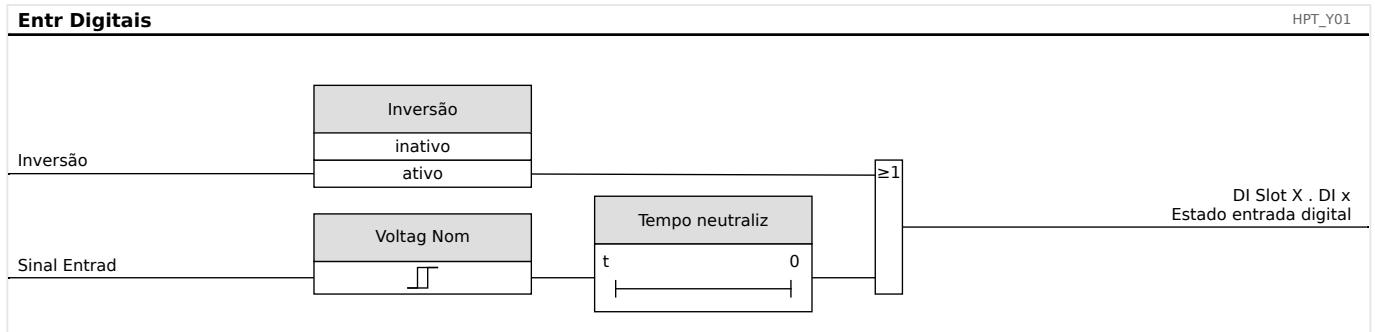 Entr Digitais
HPT_Y01
Inversão
inativo
Inversão
ativo
≥1
DI Slot X . DI x
Estado entrada digital
Tempo neutraliz
Voltag Nom
t 0
Sinal Entrad